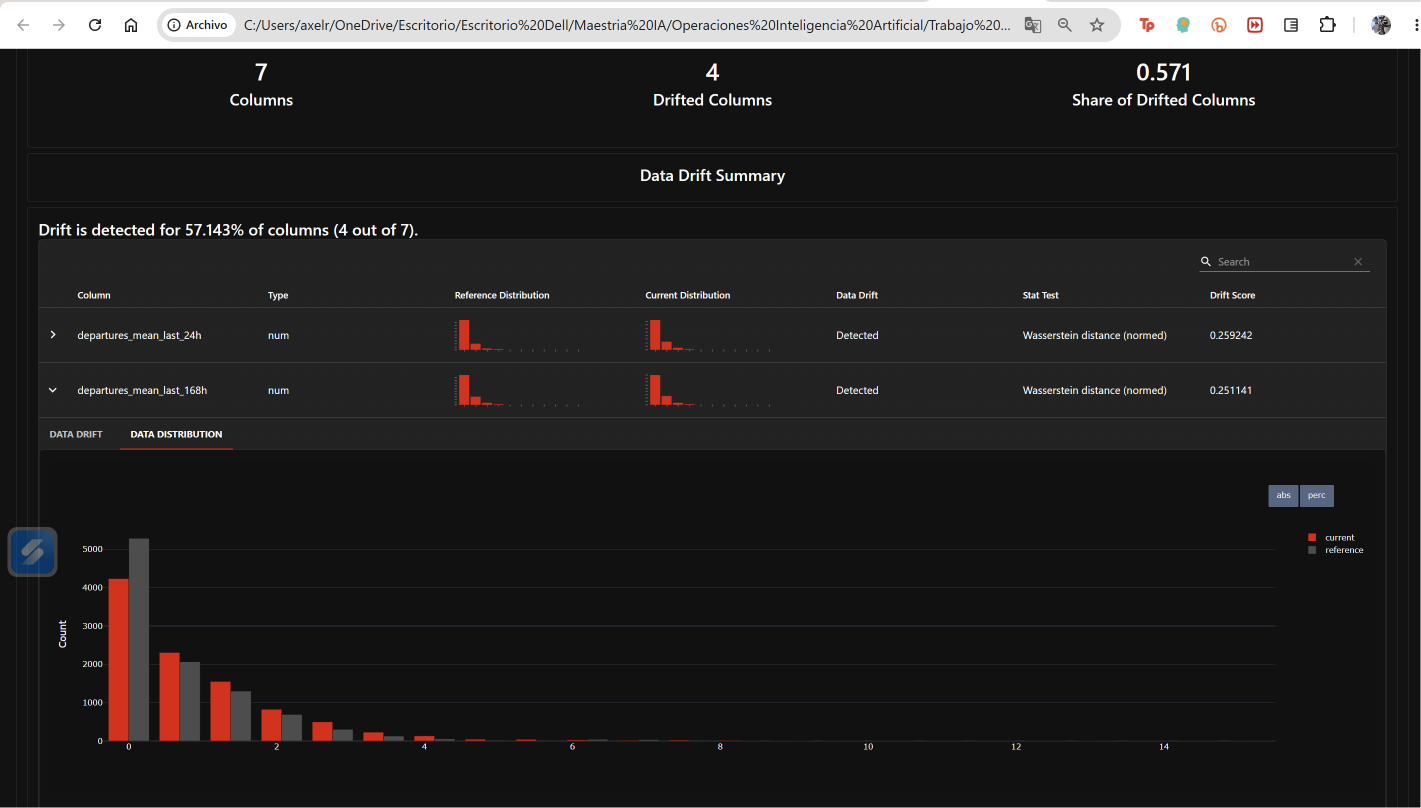 Archivo C:/Users/axelr/OneDrive/Escritorio/Escritorio%20Dell/Maestria%20IA/Operaciones%20Inteligencia%20Artificial/Trabajo%20...
7 4 0.571
Columns Drifted Columns Share of Drifted Columns
Data Drift Summary
Drift is detected for 57.143% of columns (4 out of 7).
Search
Column Type Reference Distribution Current Distribution Data Drift Stat Test Drift Score
departures_mean_last_24h num Detected Wasserstein distance (normed) 0.259242
departures_mean_last_168h num Detected Wasserstein distance (normed) 0.251141
DATA DRIFT DATA DISTRIBUTION
abs perc
current
reference
5000
4000
3000
2000
1000
0
Count
0 2 4 6 8 10 12 14